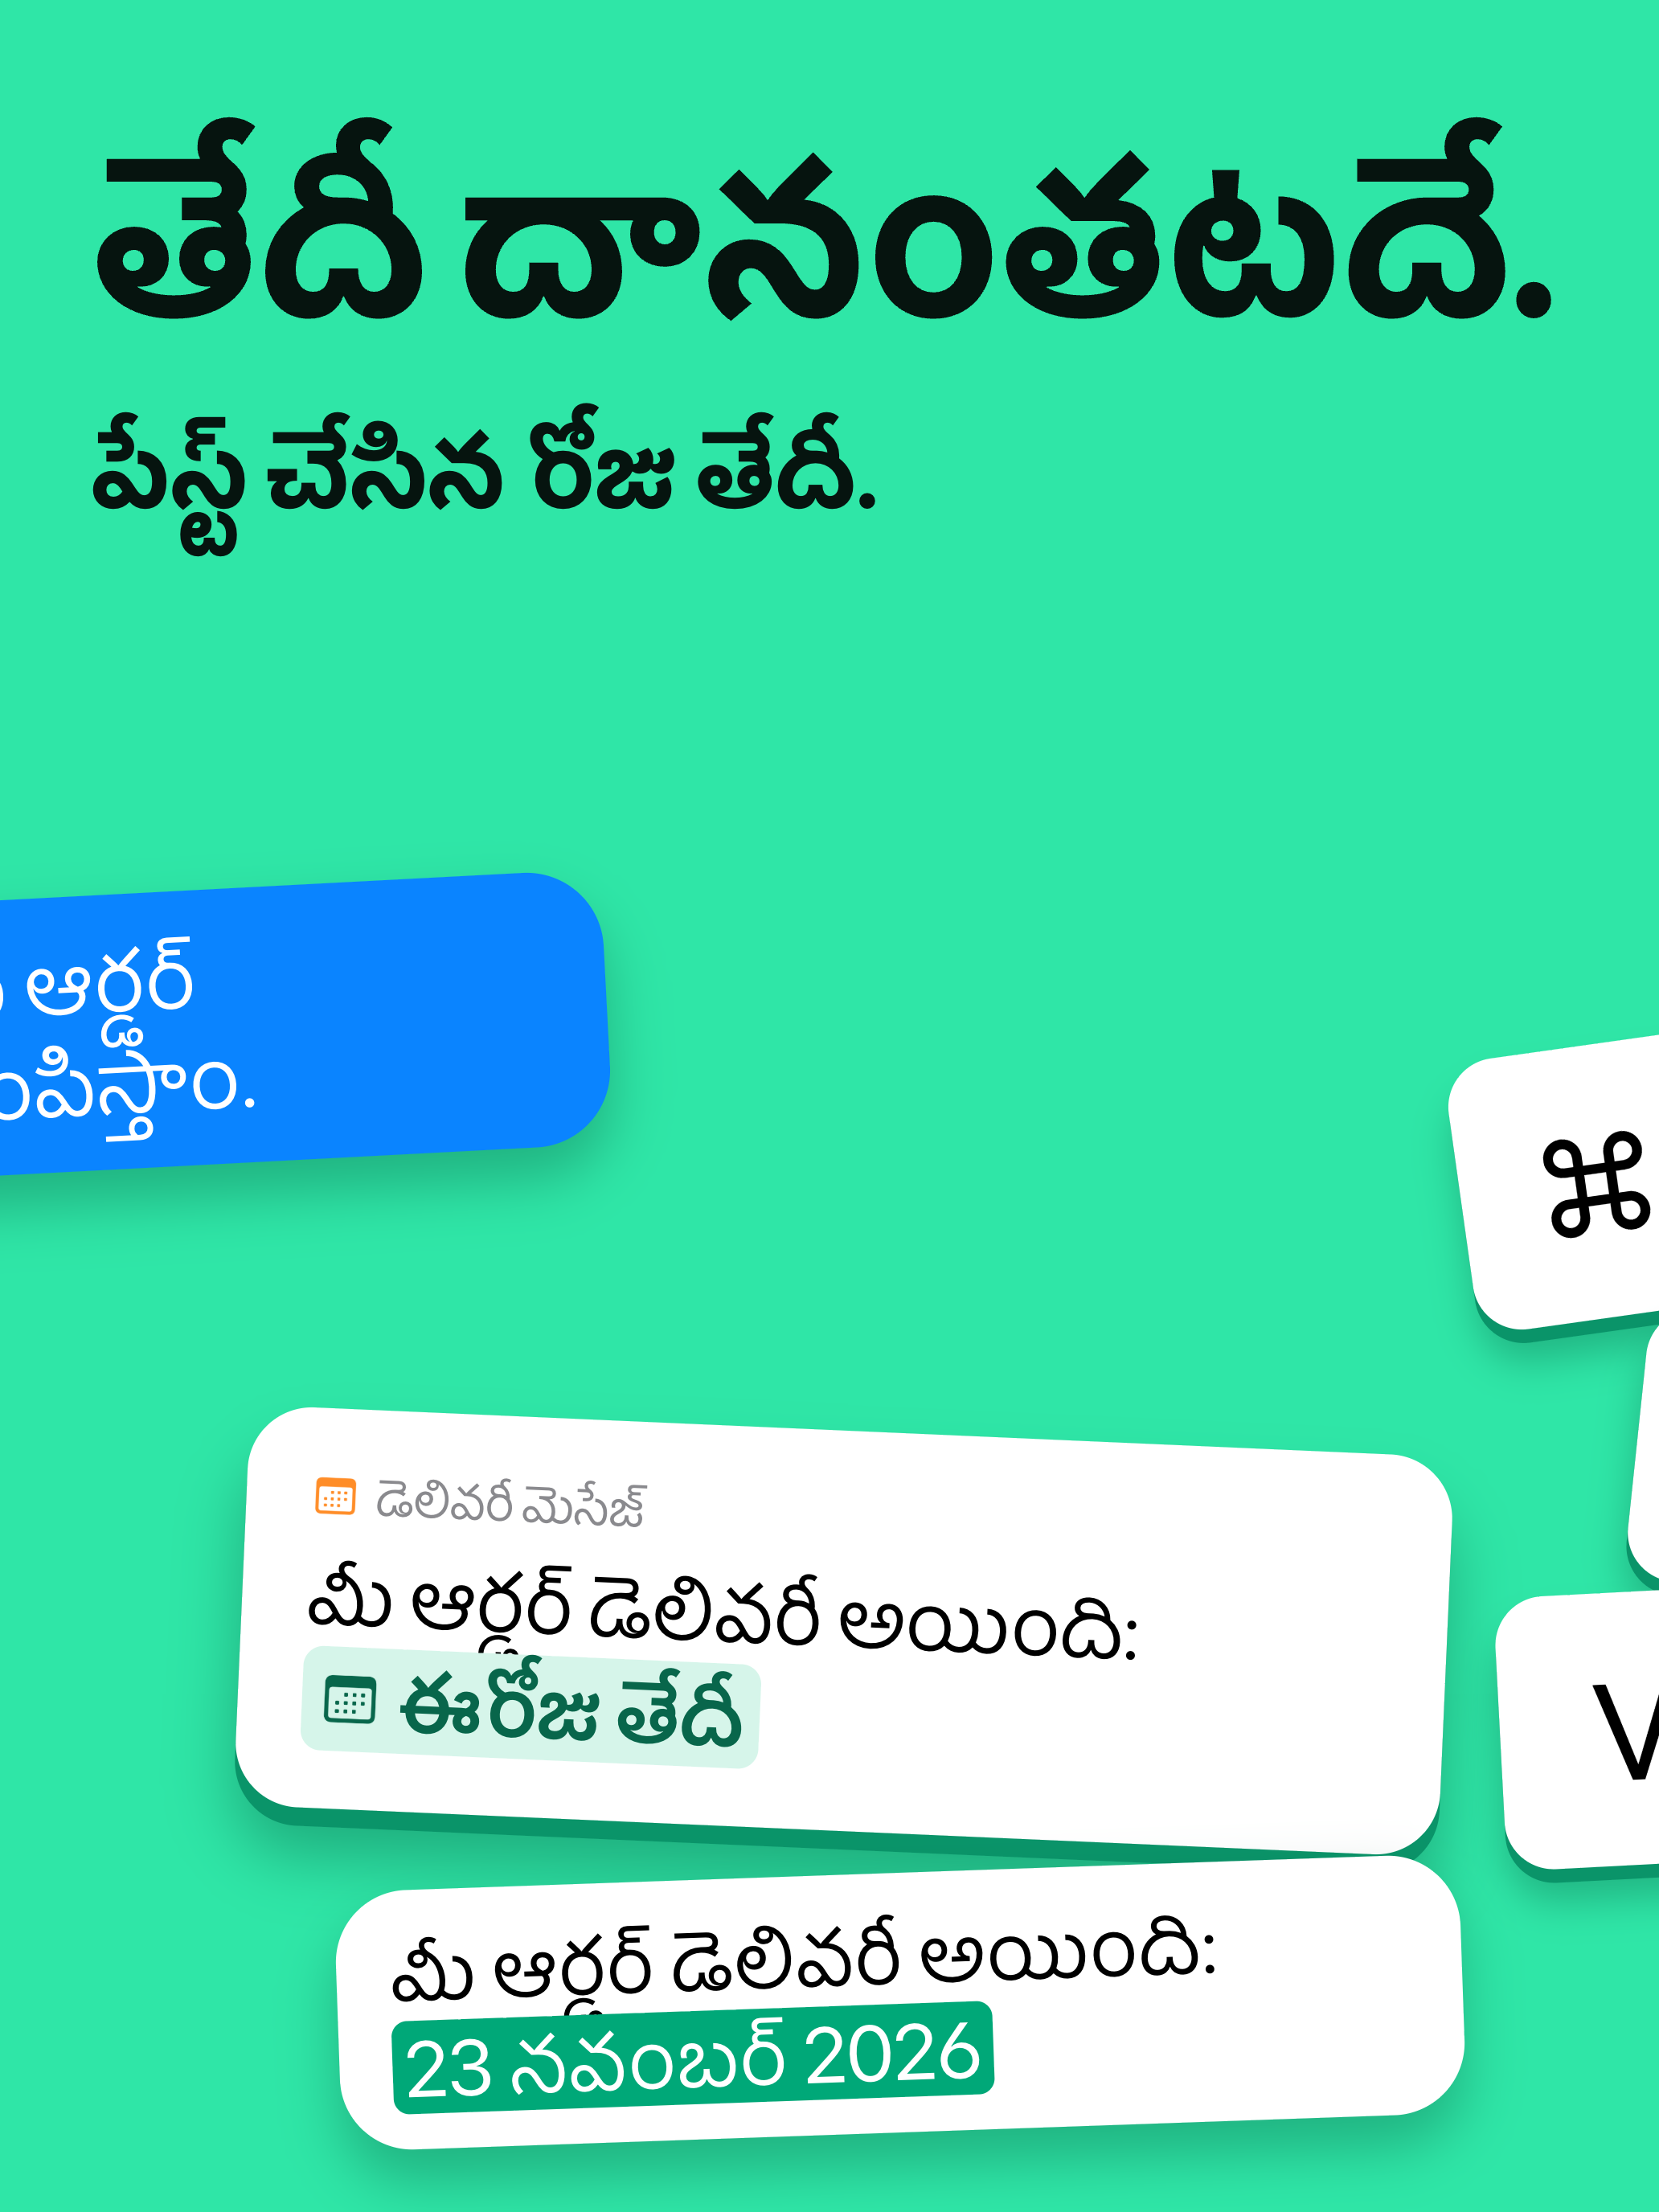 తేదీ దానంతటదే.
పేస్ట్ చేసిన రోజు తేదీ.
ఆర్డర్
పిస్తాం.
⌘
డెలివరీ మెసేజ్
మీ ఆర్డర్ డెలివరీ అయింది:
ఈరోజు తేదీ
V
మీ ఆర్డర్ డెలివరీ అయింది:
23 నవంబర్ 2026